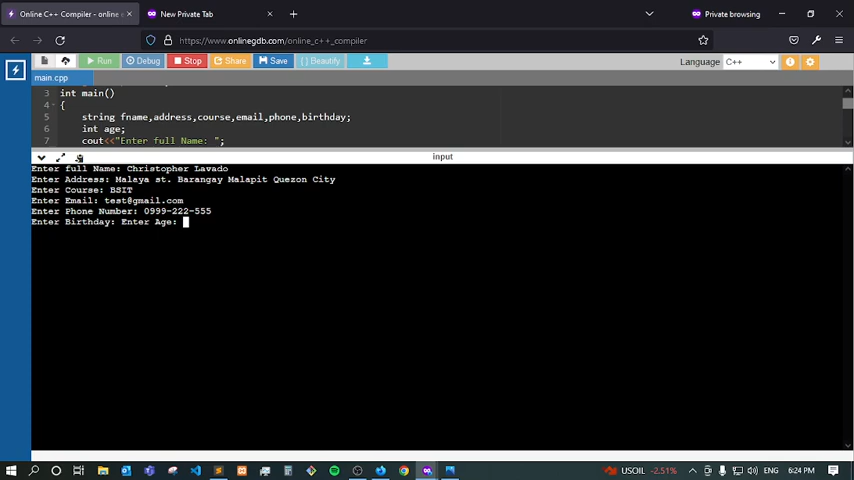 Online C++ Compiler - online e
New Private Tab
Private browsing
https://www.onlinegdb.com/online_c++_compiler
Run
Debug
Stop
Share
Save
{ } Beautify
Language
C++
main.cpp
3 int main()
4 {
5 string fname,address,course,email,phone,birthday;
6 int age;
7 cout<<"Enter full Name: ";
input
Enter full Name: Christopher Lavado
Enter Address: Malaya st. Barangay Malapit Quezon City
Enter Course: BSIT
Enter Email: test@gmail.com
Enter Phone Number: 0999-222-555
Enter Birthday: Enter Age:
USOIL -2.51%
ENG
6:24 PM